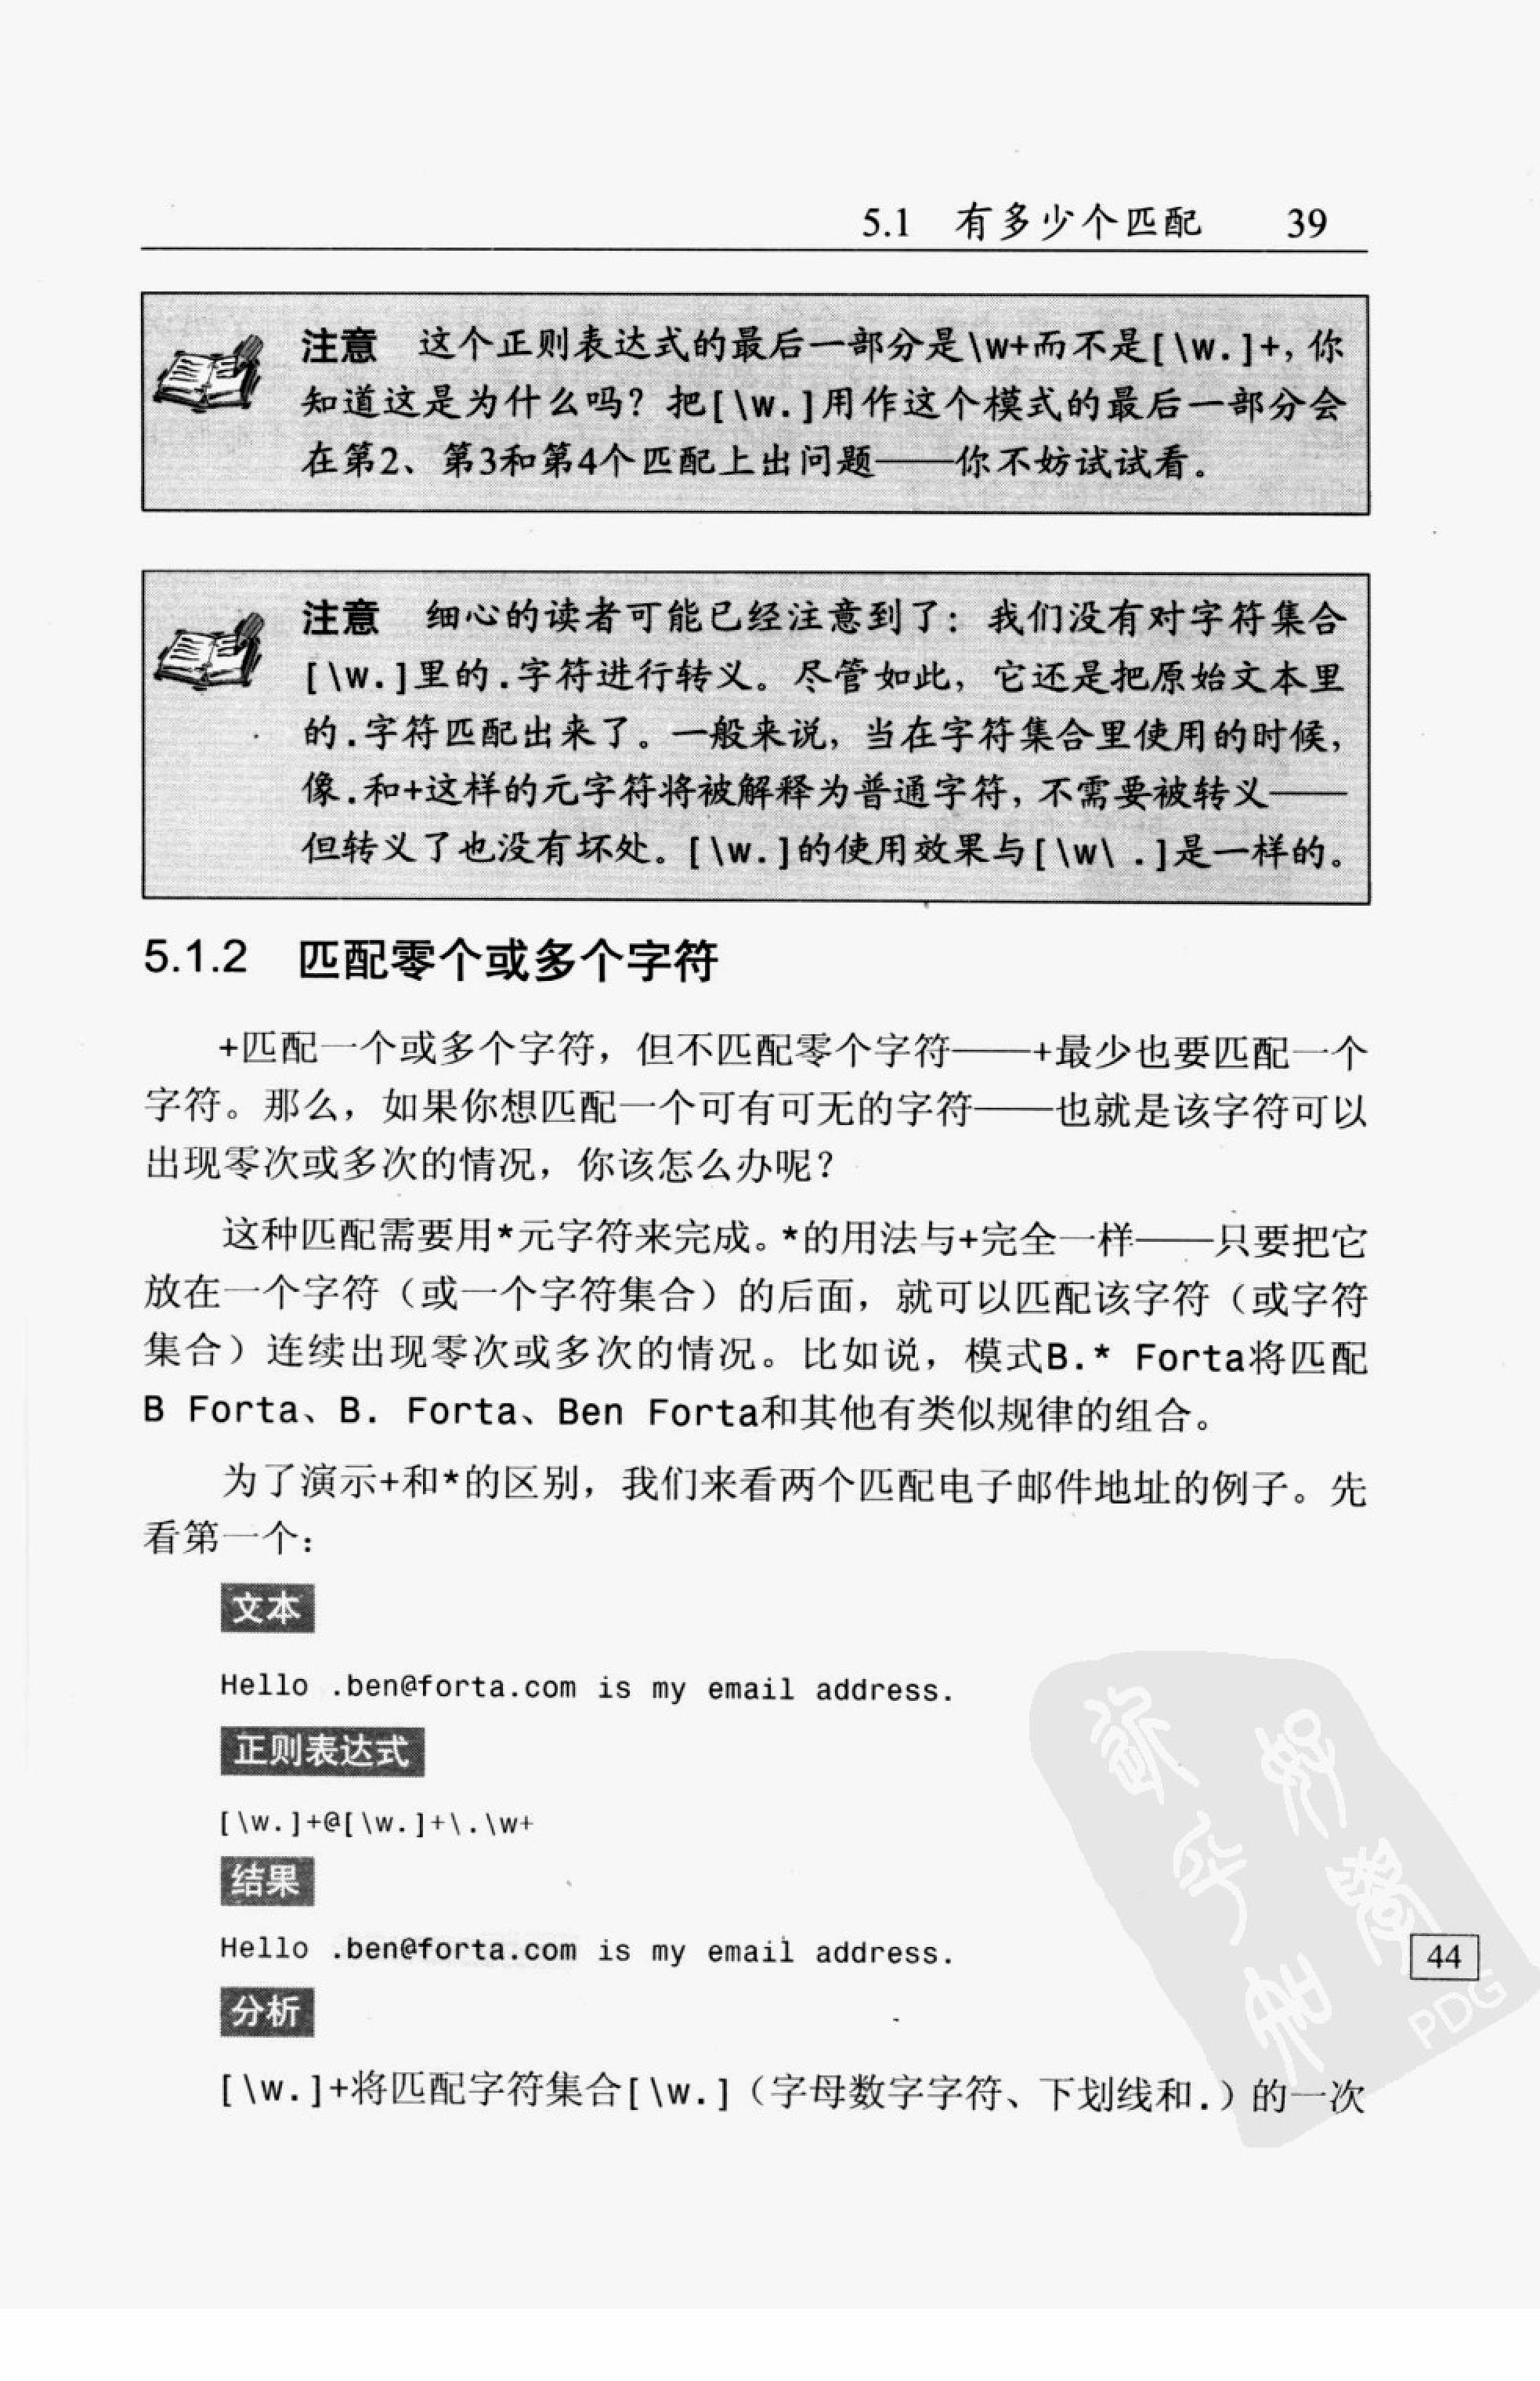 5.1 有多少个匹配 39
注意 这个正则表达式的最后一部分是\w+而不是[\w.]+,你
知道这是为什么吗？把[\w.]用作这个模式的最后一部分会
在第2、第3和第4个匹配上出问题——你不妨试试看。
注意 细心的读者可能已经注意到了：我们没有对字符集合
[\w.]里的.字符进行转义。尽管如此，它还是把原始文本里
的.字符匹配出来了。一般来说，当在字符集合里使用的时候，
像.和+这样的元字符将被解释为普通字符，不需要被转义——
但转义了也没有坏处。[\w.]的使用效果与[\w\.]是一样的。
5.1.2 匹配零个或多个字符
+匹配一个或多个字符，但不匹配零个字符——+最少也要匹配一个
字符。那么，如果你想匹配一个可有可无的字符——也就是该字符可以
出现零次或多次的情况，你该怎么办呢？
这种匹配需要用*元字符来完成。*的用法与+完全一样——只要把它
放在一个字符（或一个字符集合）的后面，就可以匹配该字符（或字符
集合）连续出现零次或多次的情况。比如说，模式B.* Forta将匹配
B Forta、B. Forta、Ben Forta和其他有类似规律的组合。
为了演示+和*的区别，我们来看两个匹配电子邮件地址的例子。先
看第一个：
文本
Hello .ben@forta.com is my email address.
正则表达式
[\w.]+@[\w.]+\.\w+
结果
Hello .ben@forta.com is my email address.
44
分析
PDG
[\w.]+将匹配字符集合[\w.]（字母数字字符、下划线和.）的一次